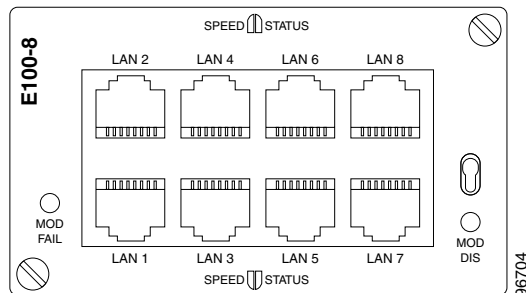 SPEED STATUS
E100-8
LAN 2 LAN 4 LAN 6 LAN 8
MOD
FAIL
MOD
DIS
LAN 1 LAN 3 LAN 5 LAN 7
SPEED STATUS
96704